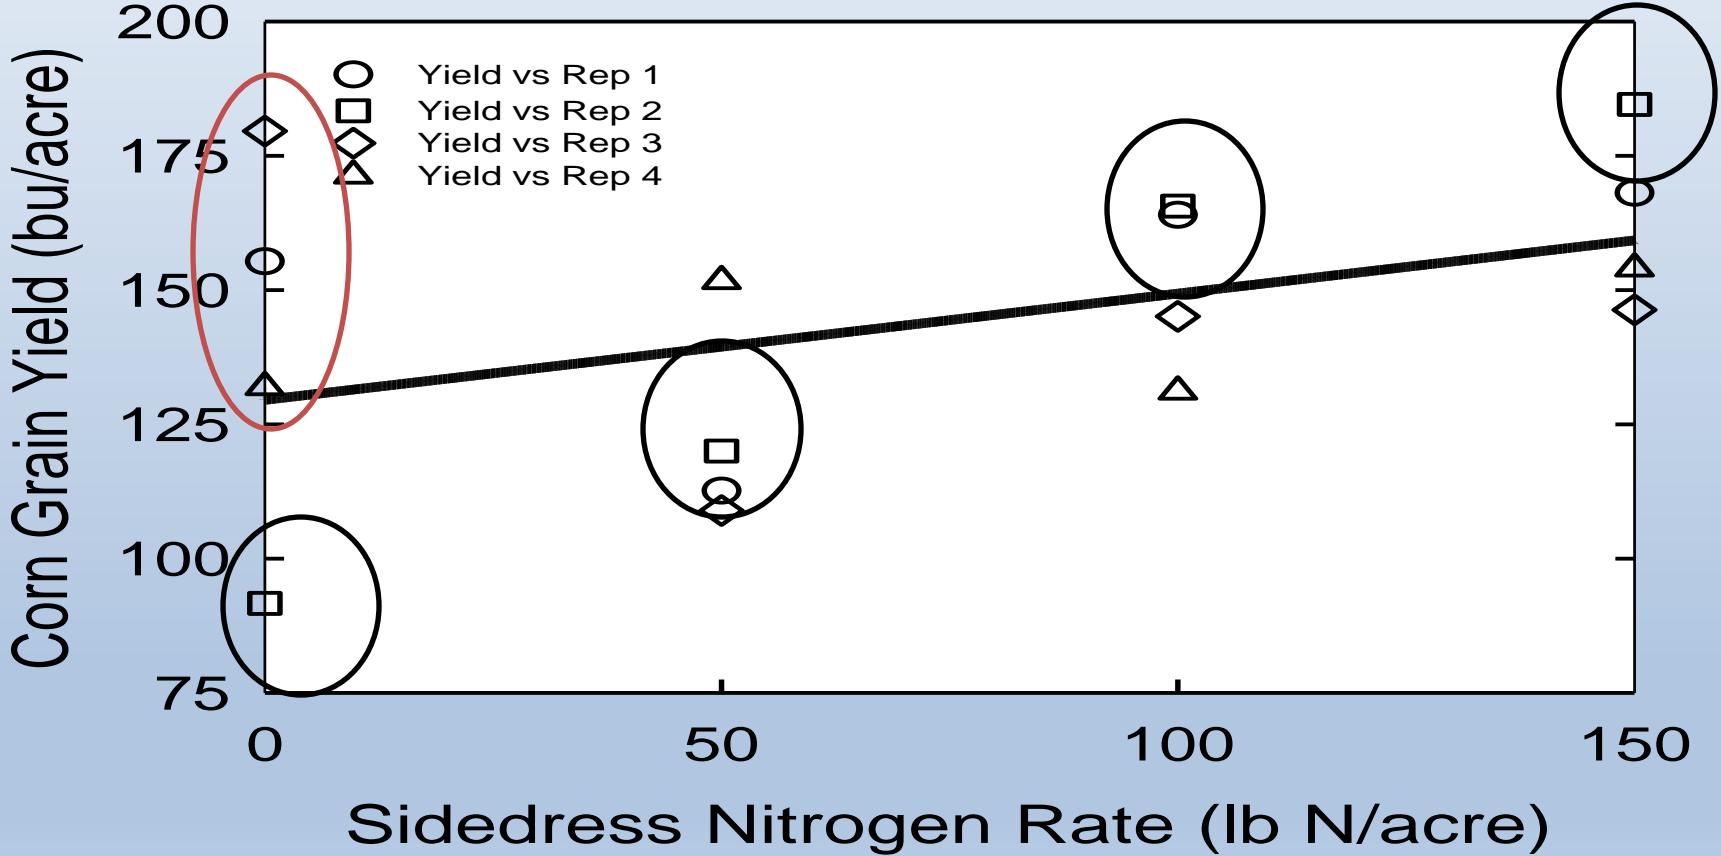 Corn Grain Yield (bu/acre)
200
175
150
125
100
75
Yield vs Rep 1
Yield vs Rep 2
Yield vs Rep 3
Yield vs Rep 4
0 50 100 150
Sidedress Nitrogen Rate (lb N/acre)